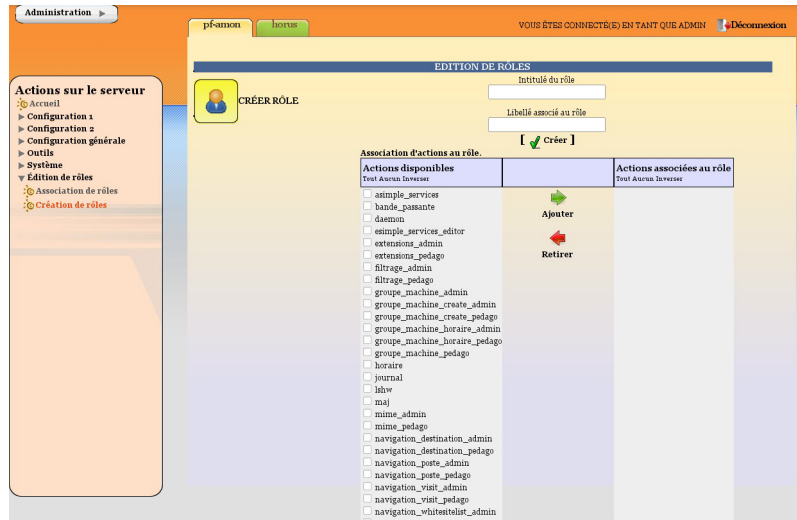 Administration
pf-amon
horus
VOUS ÊTES CONNECTÉ(E) EN TANT QUE ADMIN
Déconnexion
Actions sur le serveur
Accueil
Configuration 1
Configuration 2
Configuration générale
Outils
Système
Édition de rôles
Association de rôles
Création de rôles
EDITION DE RÔLES
CRÉER RÔLE
Intitulé du rôle
Libellé associé au rôle
[ Créer ]
Association d'actions au rôle.
Actions disponibles
Tout Aucun Inverser
Actions associées au rôle
Tout Aucun Inverser
asimple_services
bande_passante
daemon
esimple_services_editor
extensions_admin
extensions_pedago
filtrage_admin
filtrage_pedago
groupe_machine_admin
groupe_machine_create_admin
groupe_machine_create_pedago
groupe_machine_horaire_admin
groupe_machine_horaire_pedago
groupe_machine_pedago
horaire
journal
lshw
maj
mime_admin
mime_pedago
navigation_destination_admin
navigation_destination_pedago
navigation_poste_admin
navigation_poste_pedago
navigation_visit_admin
navigation_visit_pedago
navigation_whitesitelist_admin
Ajouter
Retirer